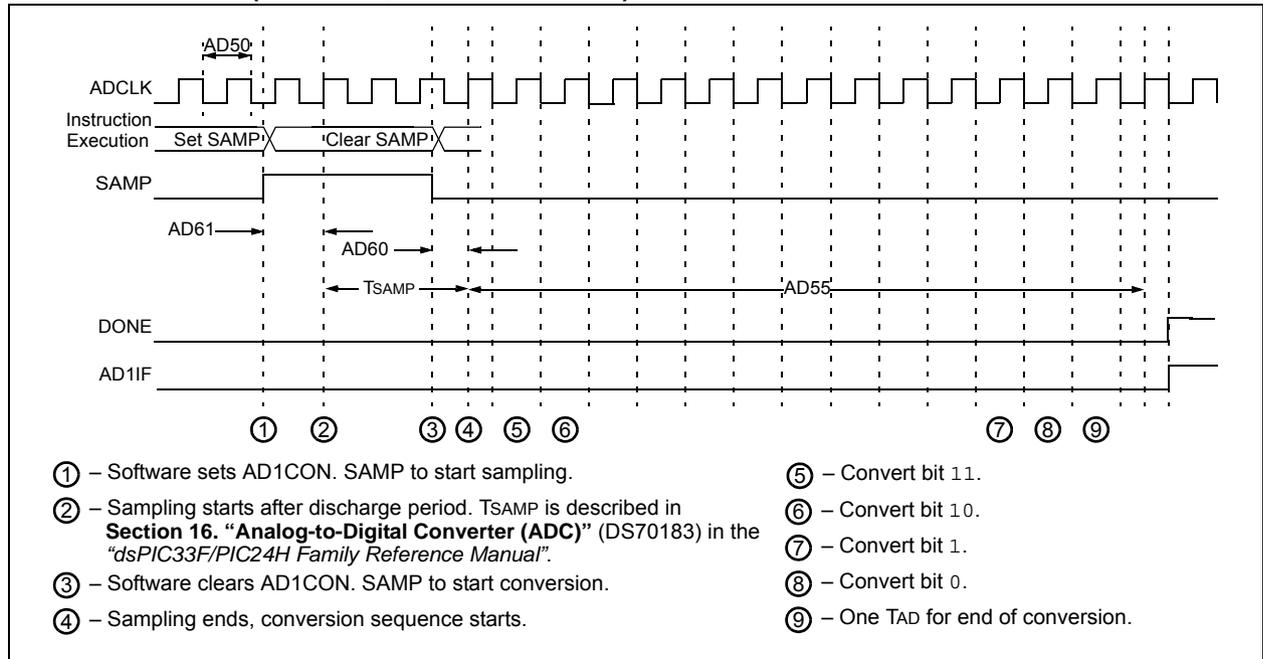 AD50
ADCLK
Instruction
Execution
Set SAMP
Clear SAMP
SAMP
AD61
AD60
TSAMP
AD55
DONE
AD1IF
1 2 3 4 5 6 7 8 9
1 – Software sets AD1CON. SAMP to start sampling.
2 – Sampling starts after discharge period. TSAMP is described in
Section 16. “Analog-to-Digital Converter (ADC)” (DS70183) in the
“dsPIC33F/PIC24H Family Reference Manual”.
3 – Software clears AD1CON. SAMP to start conversion.
4 – Sampling ends, conversion sequence starts.
5 – Convert bit 11.
6 – Convert bit 10.
7 – Convert bit 1.
8 – Convert bit 0.
9 – One TAD for end of conversion.